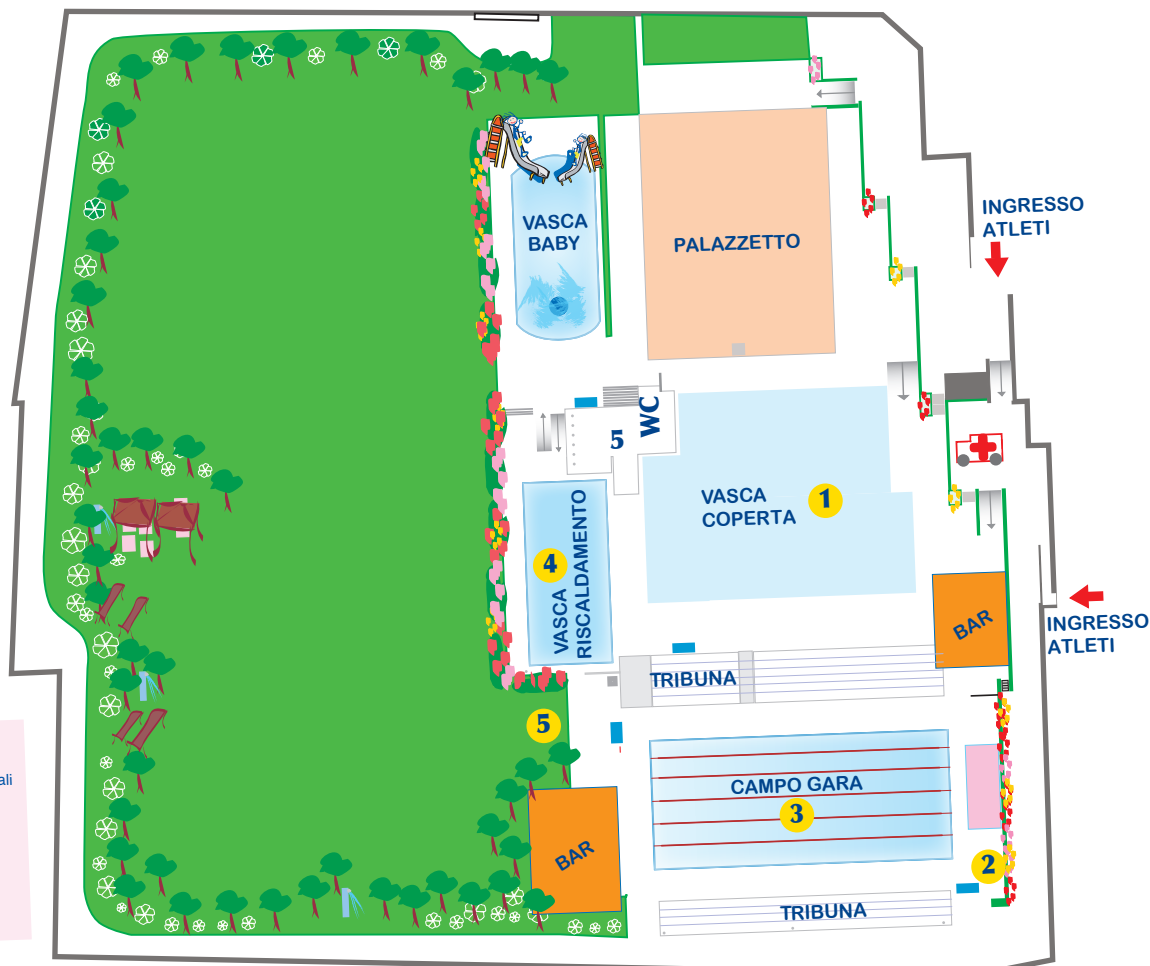 INGRESSO
ATLETI
VASCA
BABY
PALAZZETTO
WC
5
VASCA
COPERTA
1
4
VASCA
RISCALDAMENTO
BAR
INGRESSO
ATLETI
TRIBUNA
5
ali
CAMPO GARA
3
BAR
2
TRIBUNA